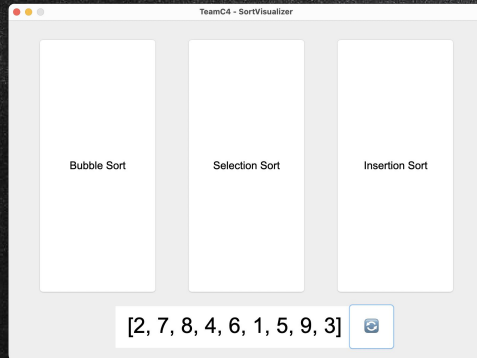 TeamC4 - SortVisualizer
Bubble Sort
Selection Sort
Insertion Sort
[2, 7, 8, 4, 6, 1, 5, 9, 3]